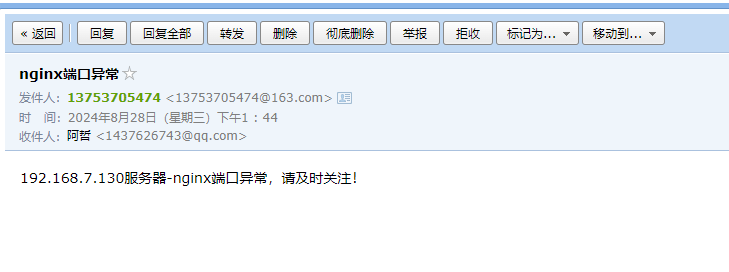 « 返回 回复 回复全部 转发 删除 彻底删除 举报 拒收 标记为... 移动到...
nginx端口异常☆
发件人：13753705474 <13753705474@163.com>
时 间：2024年8月28日（星期三）下午1：44
收件人：阿哲 <1437626743@qq.com>
192.168.7.130服务器-nginx端口异常，请及时关注！